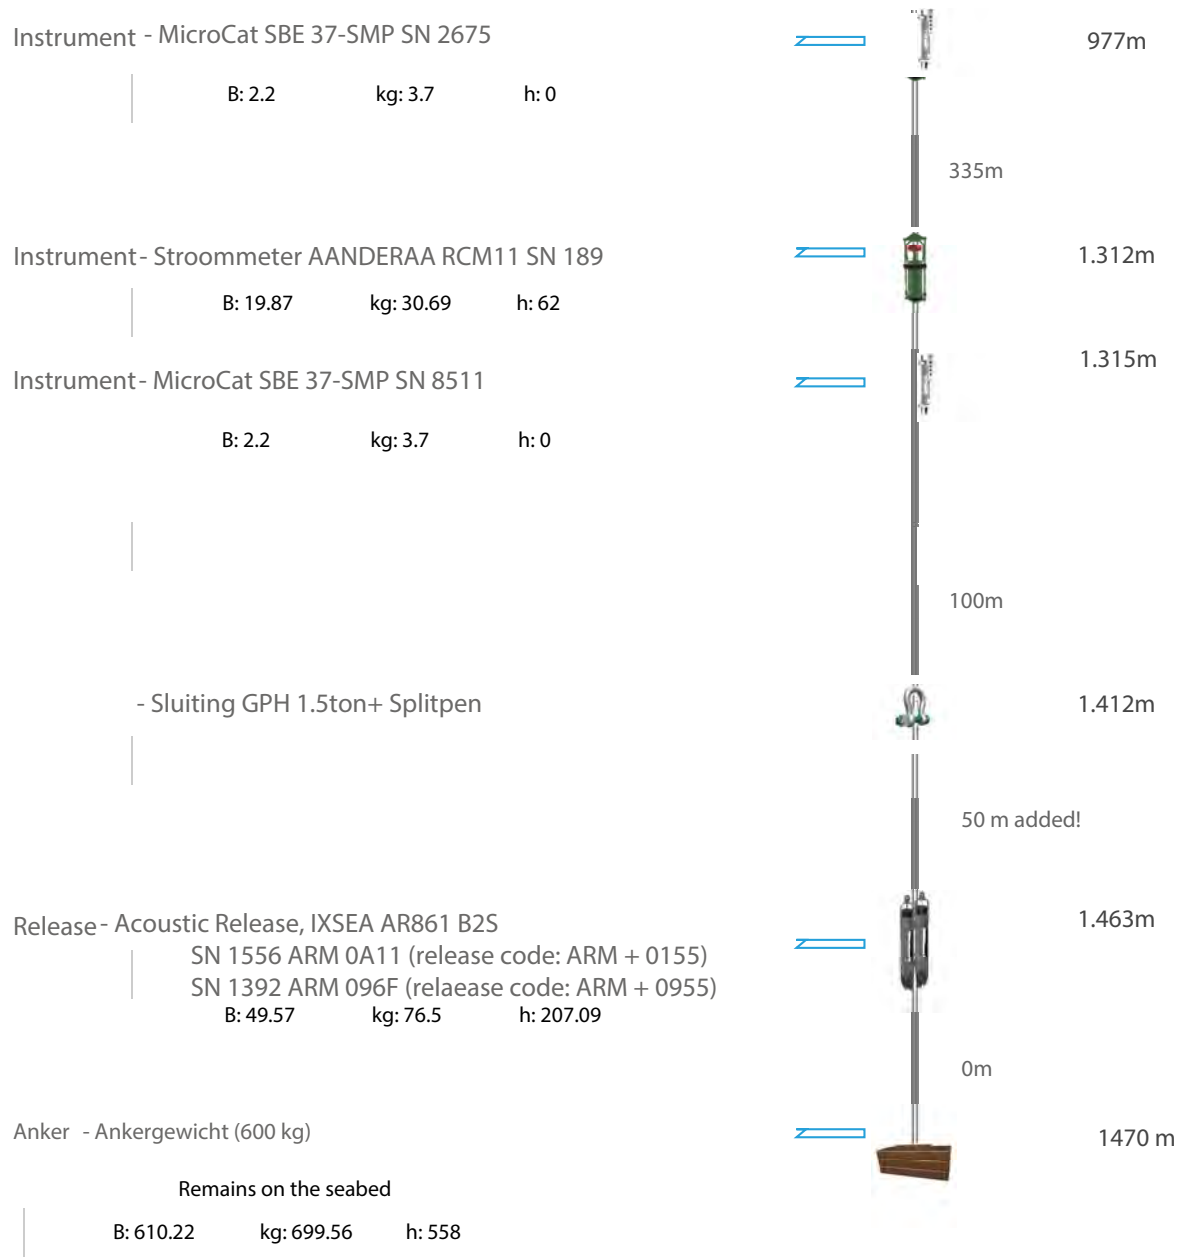 Instrument - MicroCat SBE 37-SMP SN 2675
977m
B: 2.2 kg: 3.7 h: 0
335m
Instrument - Stroommeter AANDERAA RCM11 SN 189
1.312m
B: 19.87 kg: 30.69 h: 62
1.315m
Instrument - MicroCat SBE 37-SMP SN 8511
B: 2.2 kg: 3.7 h: 0
100m
- Sluiting GPH 1.5ton+ Splitpen
1.412m
50 m added!
Release - Acoustic Release, IXSEA AR861 B2S
1.463m
SN 1556 ARM 0A11 (release code: ARM + 0155)
SN 1392 ARM 096F (relaease code: ARM + 0955)
B: 49.57 kg: 76.5 h: 207.09
0m
Anker - Ankergewicht (600 kg)
1470 m
Remains on the seabed
B: 610.22 kg: 699.56 h: 558